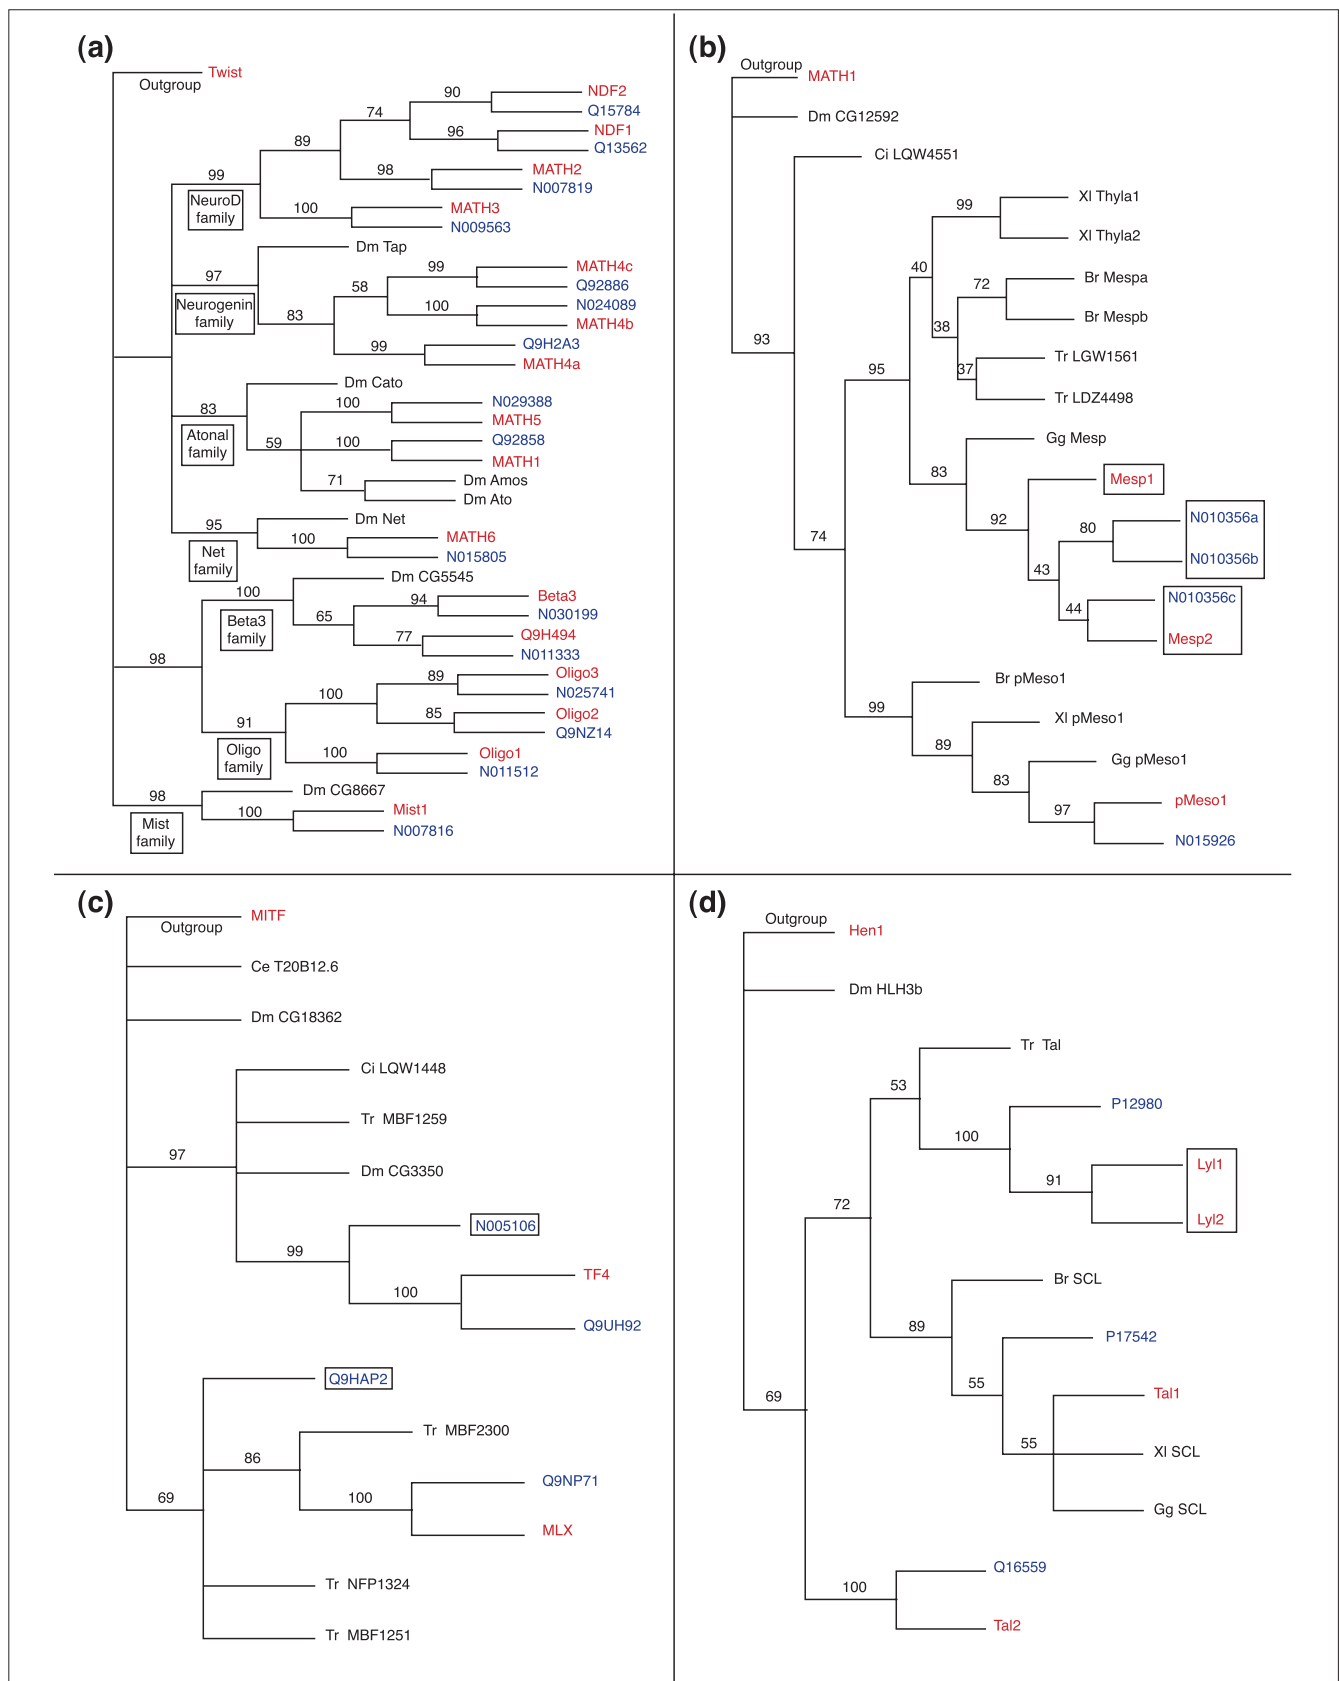 (a)
Twist
Outgroup
90
NDF2
Q15784
74
96
NDF1
Q13562
89
98
MATH2
N007819
99
NeuroD
family
100
MATH3
N009563
Dm Tap
97
Neurogenin
family
99
MATH4c
Q92886
58
100
N024089
MATH4b
83
99
Q9H2A3
MATH4a
Dm Cato
83
Atonal
family
100
N029388
MATH5
59
100
Q92858
MATH1
71
Dm Amos
Dm Ato
Dm Net
95
Net
family
100
MATH6
N015805
Dm CG5545
100
Beta3
family
94
Beta3
N030199
65
77
Q9H494
N011333
98
89
Oligo3
N025741
100
85
Oligo2
Q9NZ14
91
Oligo
family
100
Oligo1
N011512
Dm CG8667
98
Mist
family
100
Mist1
N007816
(b)
Outgroup
MATH1
Dm CG12592
Ci LQW4551
99
Xl Thyla1
Xl Thyla2
40
72
Br Mespa
Br Mespb
38
37
Tr LGW1561
Tr LDZ4498
93
95
Gg Mesp
83
Mesp1
92
80
N010356a
N010356b
43
N010356c
44
Mesp2
74
Br pMeso1
99
Xl pMeso1
89
Gg pMeso1
83
97
pMeso1
N015926
(c)
MITF
Outgroup
Ce T20B12.6
Dm CG18362
Ci LQW1448
Tr MBF1259
97
Dm CG3350
N005106
99
TF4
100
Q9UH92
Q9HAP2
Tr MBF2300
86
Q9NP71
100
MLX
69
Tr NFP1324
Tr MBF1251
(d)
Outgroup
Hen1
Dm HLH3b
Tr Tal
53
P12980
100
Lyl1
91
Lyl2
72
Br SCL
89
P17542
55
Tal1
55
Xl SCL
Gg SCL
69
Q16559
100
Tal2